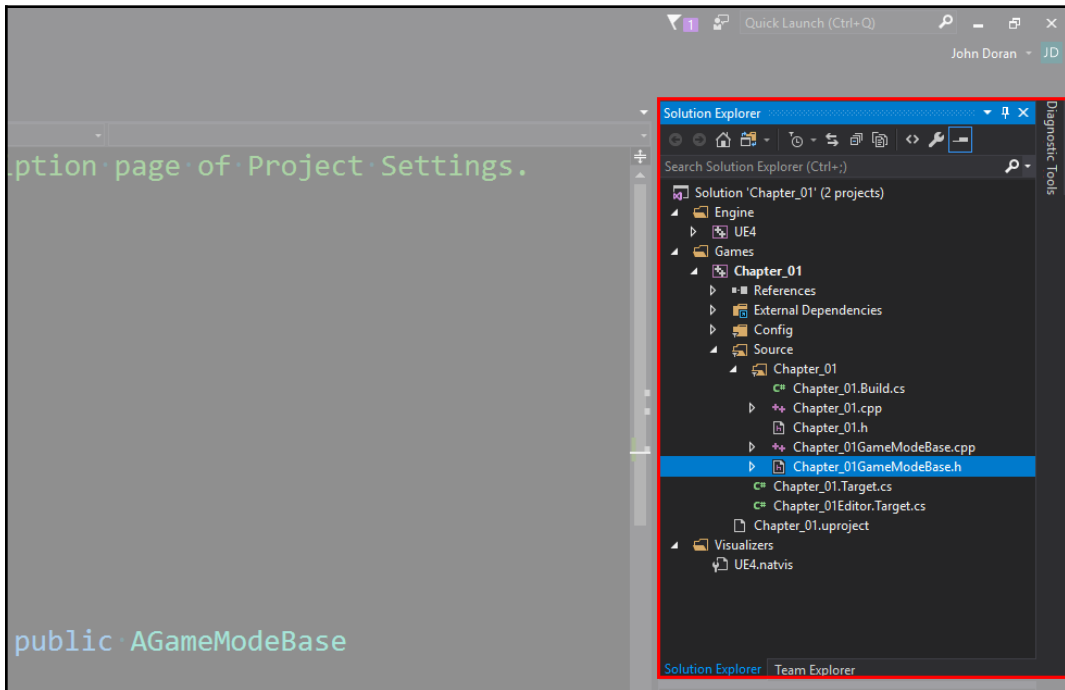 1 Quick Launch (Ctrl+Q)
John Doran JD
Solution Explorer
Diagnostic Tools
Search Solution Explorer (Ctrl+;)
ption page of Project Settings.
Solution 'Chapter_01' (2 projects)
Engine
UE4
Games
Chapter_01
References
External Dependencies
Config
Source
Chapter_01
C# Chapter_01.Build.cs
++ Chapter_01.cpp
h Chapter_01.h
++ Chapter_01GameModeBase.cpp
h Chapter_01GameModeBase.h
C# Chapter_01.Target.cs
C# Chapter_01Editor.Target.cs
Chapter_01.uproject
Visualizers
UE4.natvis
public AGameModeBase
Solution Explorer Team Explorer